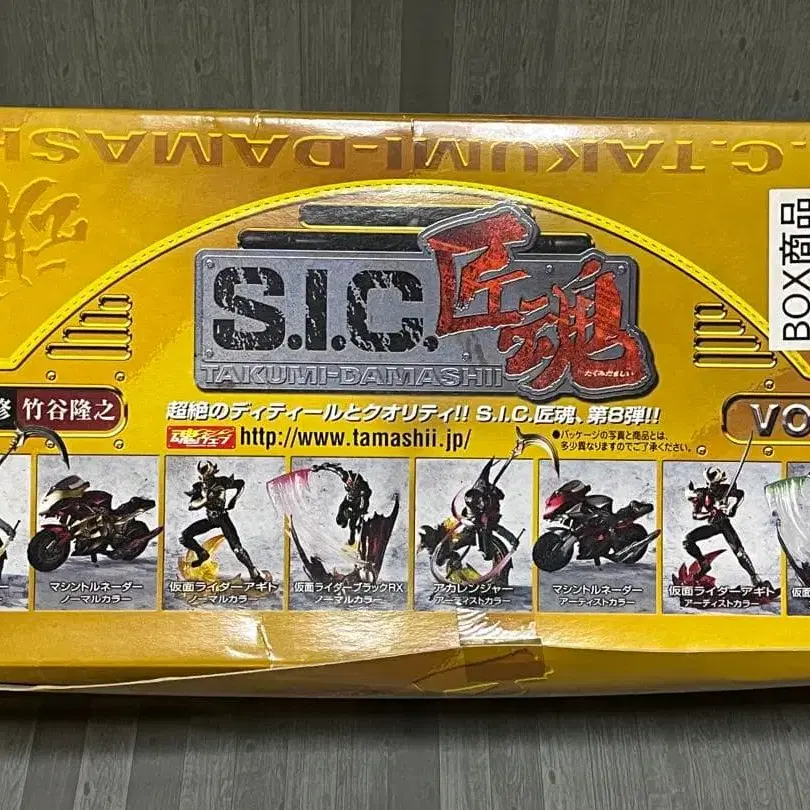 S.I.C. TAKUMI-DAMASHI
魂
BOX商品
S.I.C.匠魂
TAKUMI-DAMASHII
たくみだましい
修 竹谷隆之
超絶のディティールとクオリティ!! S.I.C.匠魂、第8弾!!
VO
魂ウェブ http://www.tamashii.jp/
●パッケージの写真と商品とは、
多少異なりますのでご了承ください。
マシントルネーダー
ノーマルカラー
仮面ライダーアギト
ノーマルカラー
仮面ライダーブラックRX
ノーマルカラー
アカレンジャー
アーティストカラー
マシントルネーダー
アーティストカラー
仮面ライダーアギト
アーティストカラー